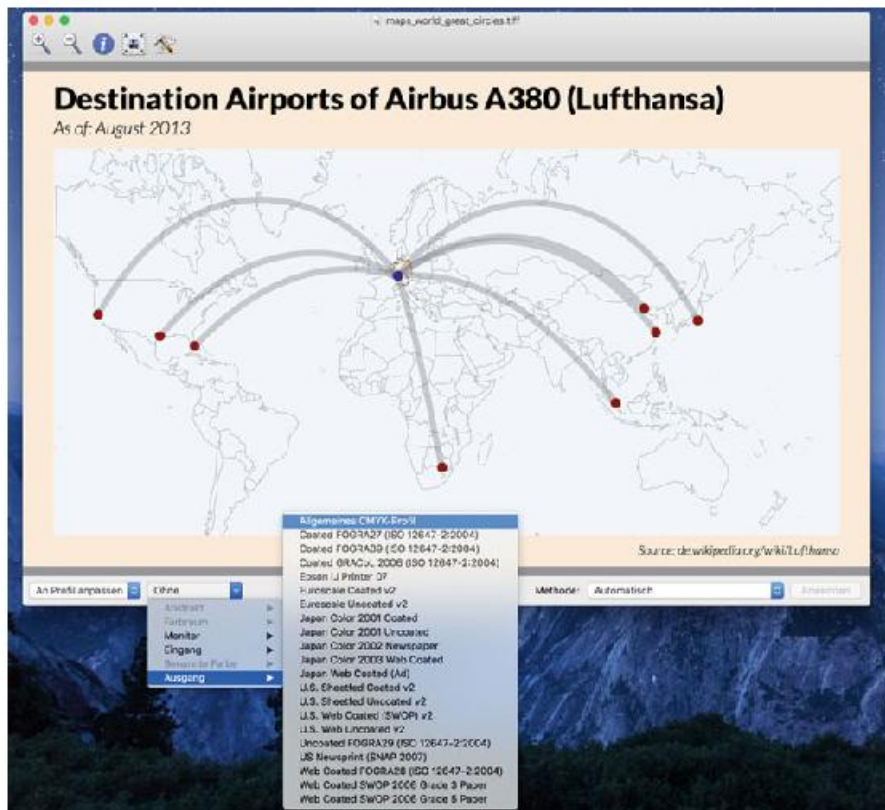 maps_world_great_circles.tiff
Destination Airports of Airbus A380 (Lufthansa)
As of: August 2013
Source: de.wikipedia.org/wiki/Lufthansa
An Profil anpassen
Ohne
Methode: Automatisch
Anwenden
Abstrakt
Farbraum
Monitor
Eingang
Benannte Farbe
Ausgang
Allgemeines CMYK-Profil
Coated FOGRA27 (ISO 12647-2:2004)
Coated FOGRA39 (ISO 12647-2:2004)
Coated GRACoL 2006 (ISO 12647-2:2004)
Epson IJ Printer 07
Euroscale Coated v2
Euroscale Uncoated v2
Japan Color 2001 Coated
Japan Color 2001 Uncoated
Japan Color 2002 Newspaper
Japan Color 2003 Web Coated
Japan Web Coated (Ad)
U.S. Sheetfed Coated v2
U.S. Sheetfed Uncoated v2
U.S. Web Coated (SWOP) v2
U.S. Web Uncoated v2
Uncoated FOGRA29 (ISO 12647-2:2004)
US Newsprint (SNAP 2007)
Web Coated FOGRA28 (ISO 12647-2:2004)
Web Coated SWOP 2006 Grade 3 Paper
Web Coated SWOP 2006 Grade 5 Paper